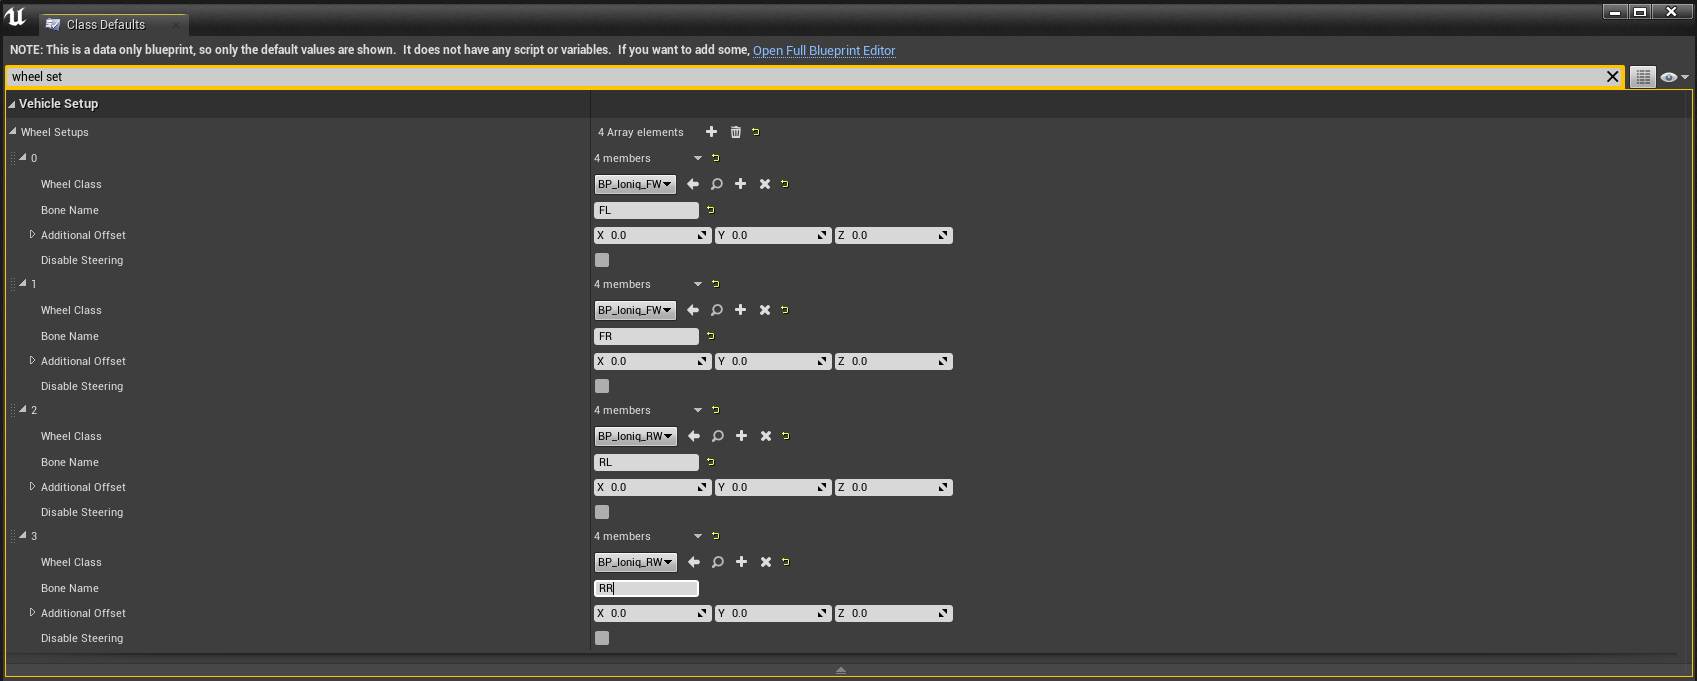 Class Defaults
NOTE: This is a data only blueprint, so only the default values are shown.  It does not have any script or variables.  If you want to add some, Open Full Blueprint Editor
wheel set
Vehicle Setup
Wheel Setups 4 Array elements
0 4 members
Wheel Class BP_Ioniq_FW
Bone Name FL
Additional Offset X 0.0 Y 0.0 Z 0.0
Disable Steering
1 4 members
Wheel Class BP_Ioniq_FW
Bone Name FR
Additional Offset X 0.0 Y 0.0 Z 0.0
Disable Steering
2 4 members
Wheel Class BP_Ioniq_RW
Bone Name RL
Additional Offset X 0.0 Y 0.0 Z 0.0
Disable Steering
3 4 members
Wheel Class BP_Ioniq_RW
Bone Name RR
Additional Offset X 0.0 Y 0.0 Z 0.0
Disable Steering